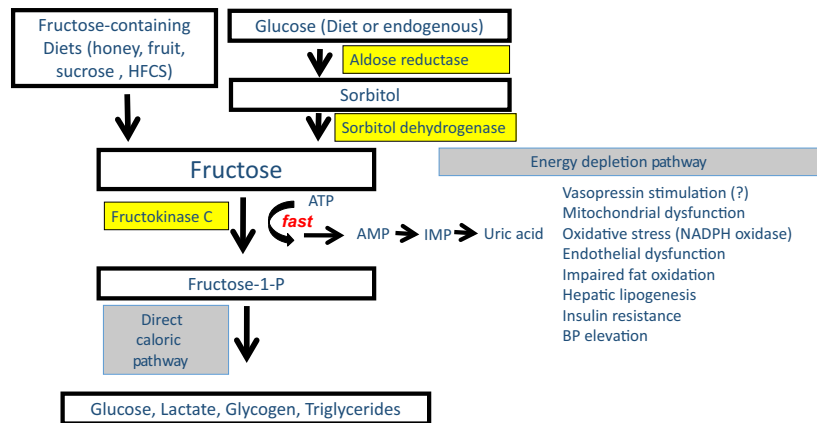 Fructose-containing
Diets (honey, fruit,
sucrose , HFCS)
Glucose (Diet or endogenous)
Aldose reductase
Sorbitol
Sorbitol dehydrogenase
Fructose
Energy depletion pathway
Fructokinase C
ATP
fast
AMP
IMP
Uric acid
Vasopressin stimulation (?)
Mitochondrial dysfunction
Oxidative stress (NADPH oxidase)
Endothelial dysfunction
Impaired fat oxidation
Hepatic lipogenesis
Insulin resistance
BP elevation
Fructose-1-P
Direct
caloric
pathway
Glucose, Lactate, Glycogen, Triglycerides